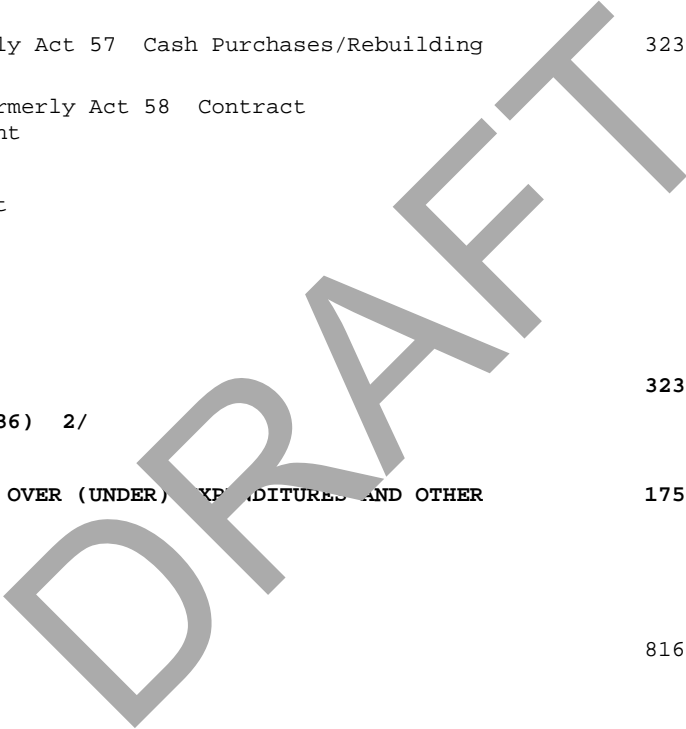 ly Act 57 Cash Purchases/Rebuilding 323
rmerly Act 58 Contract
nt
t
323
36) 2/
OVER (UNDER) EXPENDITURES AND OTHER 175
816
DRAFT